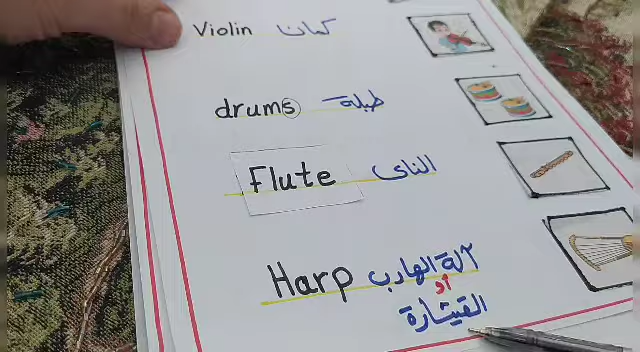 Violin كمان
drums طبلة
Flute الناى
Harp آلة الهارب
أو
القيثارة